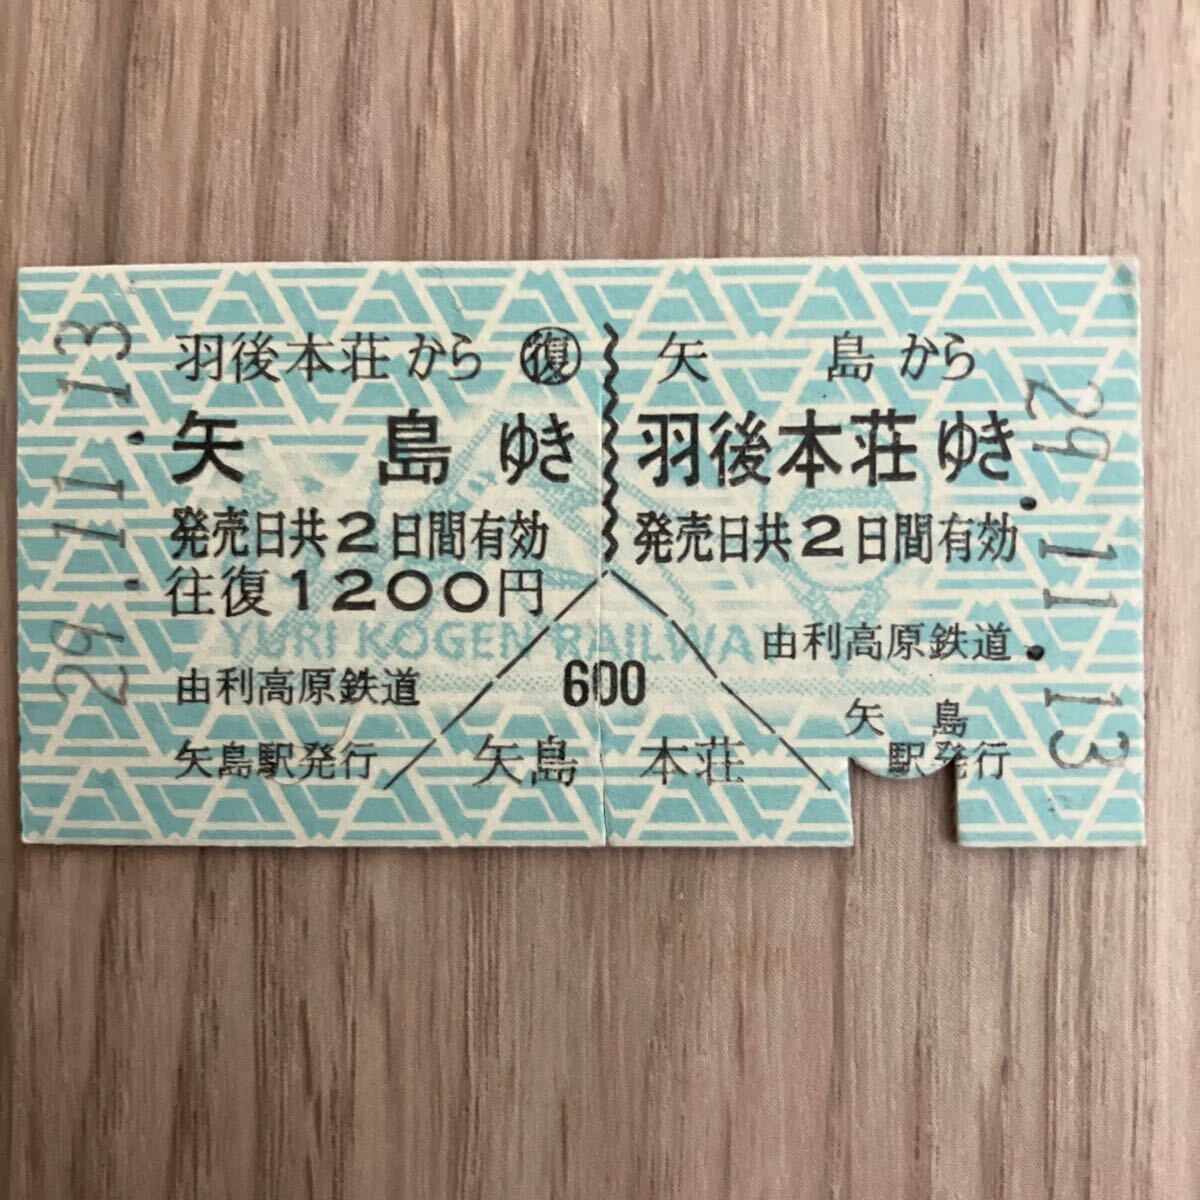 羽後本荘から ㊝復
矢島ゆき
発売日共2日間有効
往復1200円
由利高原鉄道
矢島駅発行
29.11.13
矢島から
羽後本荘ゆき
発売日共2日間有効
由利高原鉄道
矢島
駅発行
29.11.13
600
矢島 本荘
YURI KOGEN RAILWA